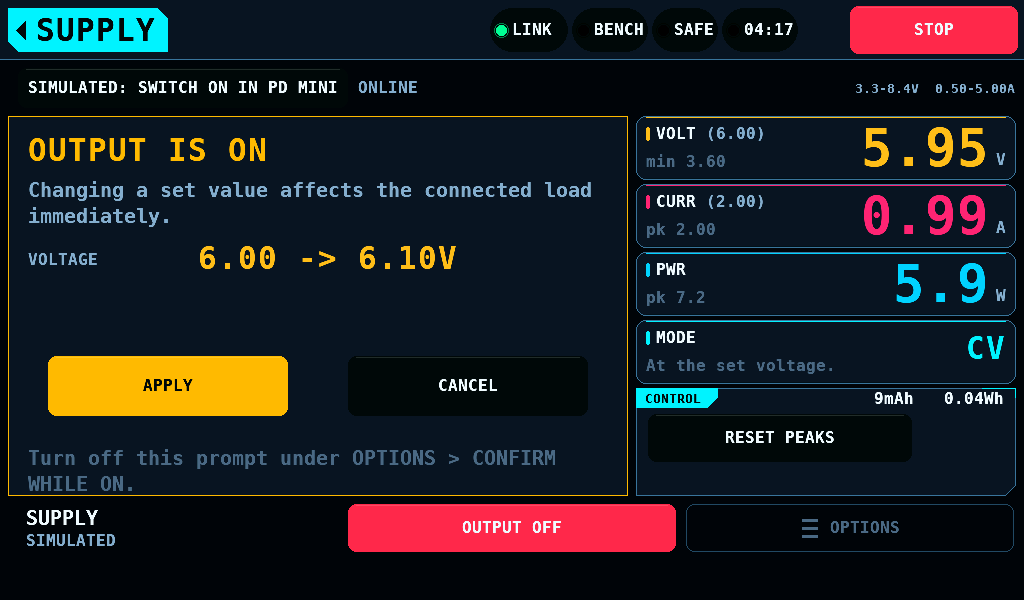 SUPPLY
LINK
BENCH
SAFE
04:17
STOP
SIMULATED: SWITCH ON IN PD MINI
ONLINE
3.3-8.4V 0.50-5.00A
OUTPUT IS ON
Changing a set value affects the connected load
immediately.
VOLTAGE 6.00 -> 6.10V
APPLY
CANCEL
Turn off this prompt under OPTIONS > CONFIRM
WHILE ON.
VOLT (6.00)
min 3.60
5.95 V
CURR (2.00)
pk 2.00
0.99 A
PWR
pk 7.2
5.9 W
MODE
At the set voltage.
CV
CONTROL
9mAh 0.04Wh
RESET PEAKS
SUPPLY
SIMULATED
OUTPUT OFF
OPTIONS